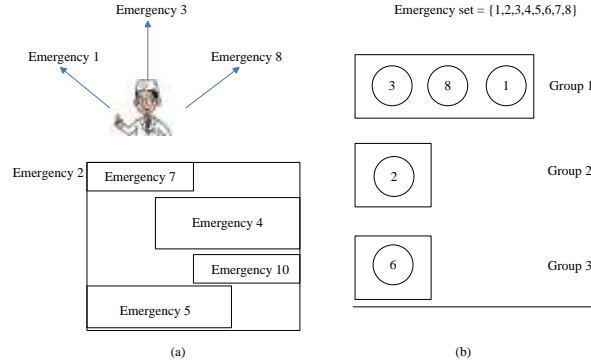 Emergency 3
Emergency 1
Emergency 8
Emergency 2
Emergency 7
Emergency 4
Emergency 10
Emergency 5
(a)
Emergency set = {1,2,3,4,5,6,7,8}
3 8 1 Group 1
2 Group 2
6 Group 3
(b)